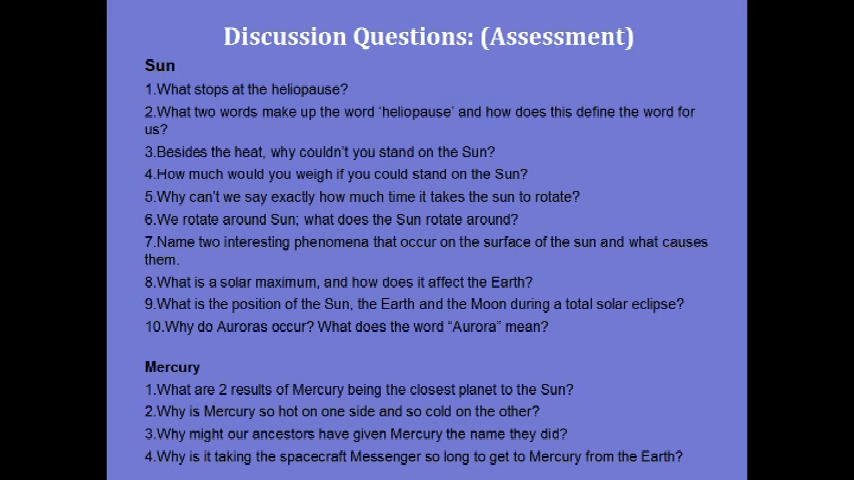 Discussion Questions: (Assessment)
Sun
1.What stops at the heliopause?
2.What two words make up the word ‘heliopause’ and how does this define the word for
us?
3.Besides the heat, why couldn’t you stand on the Sun?
4.How much would you weigh if you could stand on the Sun?
5.Why can’t we say exactly how much time it takes the sun to rotate?
6.We rotate around Sun; what does the Sun rotate around?
7.Name two interesting phenomena that occur on the surface of the sun and what causes
them.
8.What is a solar maximum, and how does it affect the Earth?
9.What is the position of the Sun, the Earth and the Moon during a total solar eclipse?
10.Why do Auroras occur? What does the word “Aurora” mean?
Mercury
1.What are 2 results of Mercury being the closest planet to the Sun?
2.Why is Mercury so hot on one side and so cold on the other?
3.Why might our ancestors have given Mercury the name they did?
4.Why is it taking the spacecraft Messenger so long to get to Mercury from the Earth?